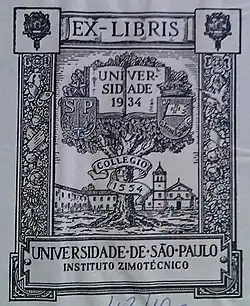 EX-LIBRIS
UNIVER-
SIDADE
1934
S P
COLLEGIO
1554
UNIVERSIDADE·DE·SÃO·PAULO
INSTITUTO ZIMOTÉCNICO